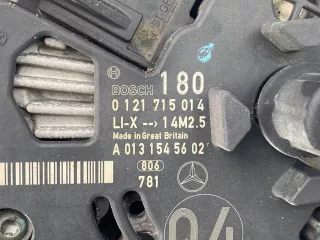 BOSCH 180
0 121 715 014
LI-X --> 14M2.5
Made in Great Britain
A 013 154 56 02
806
781
04